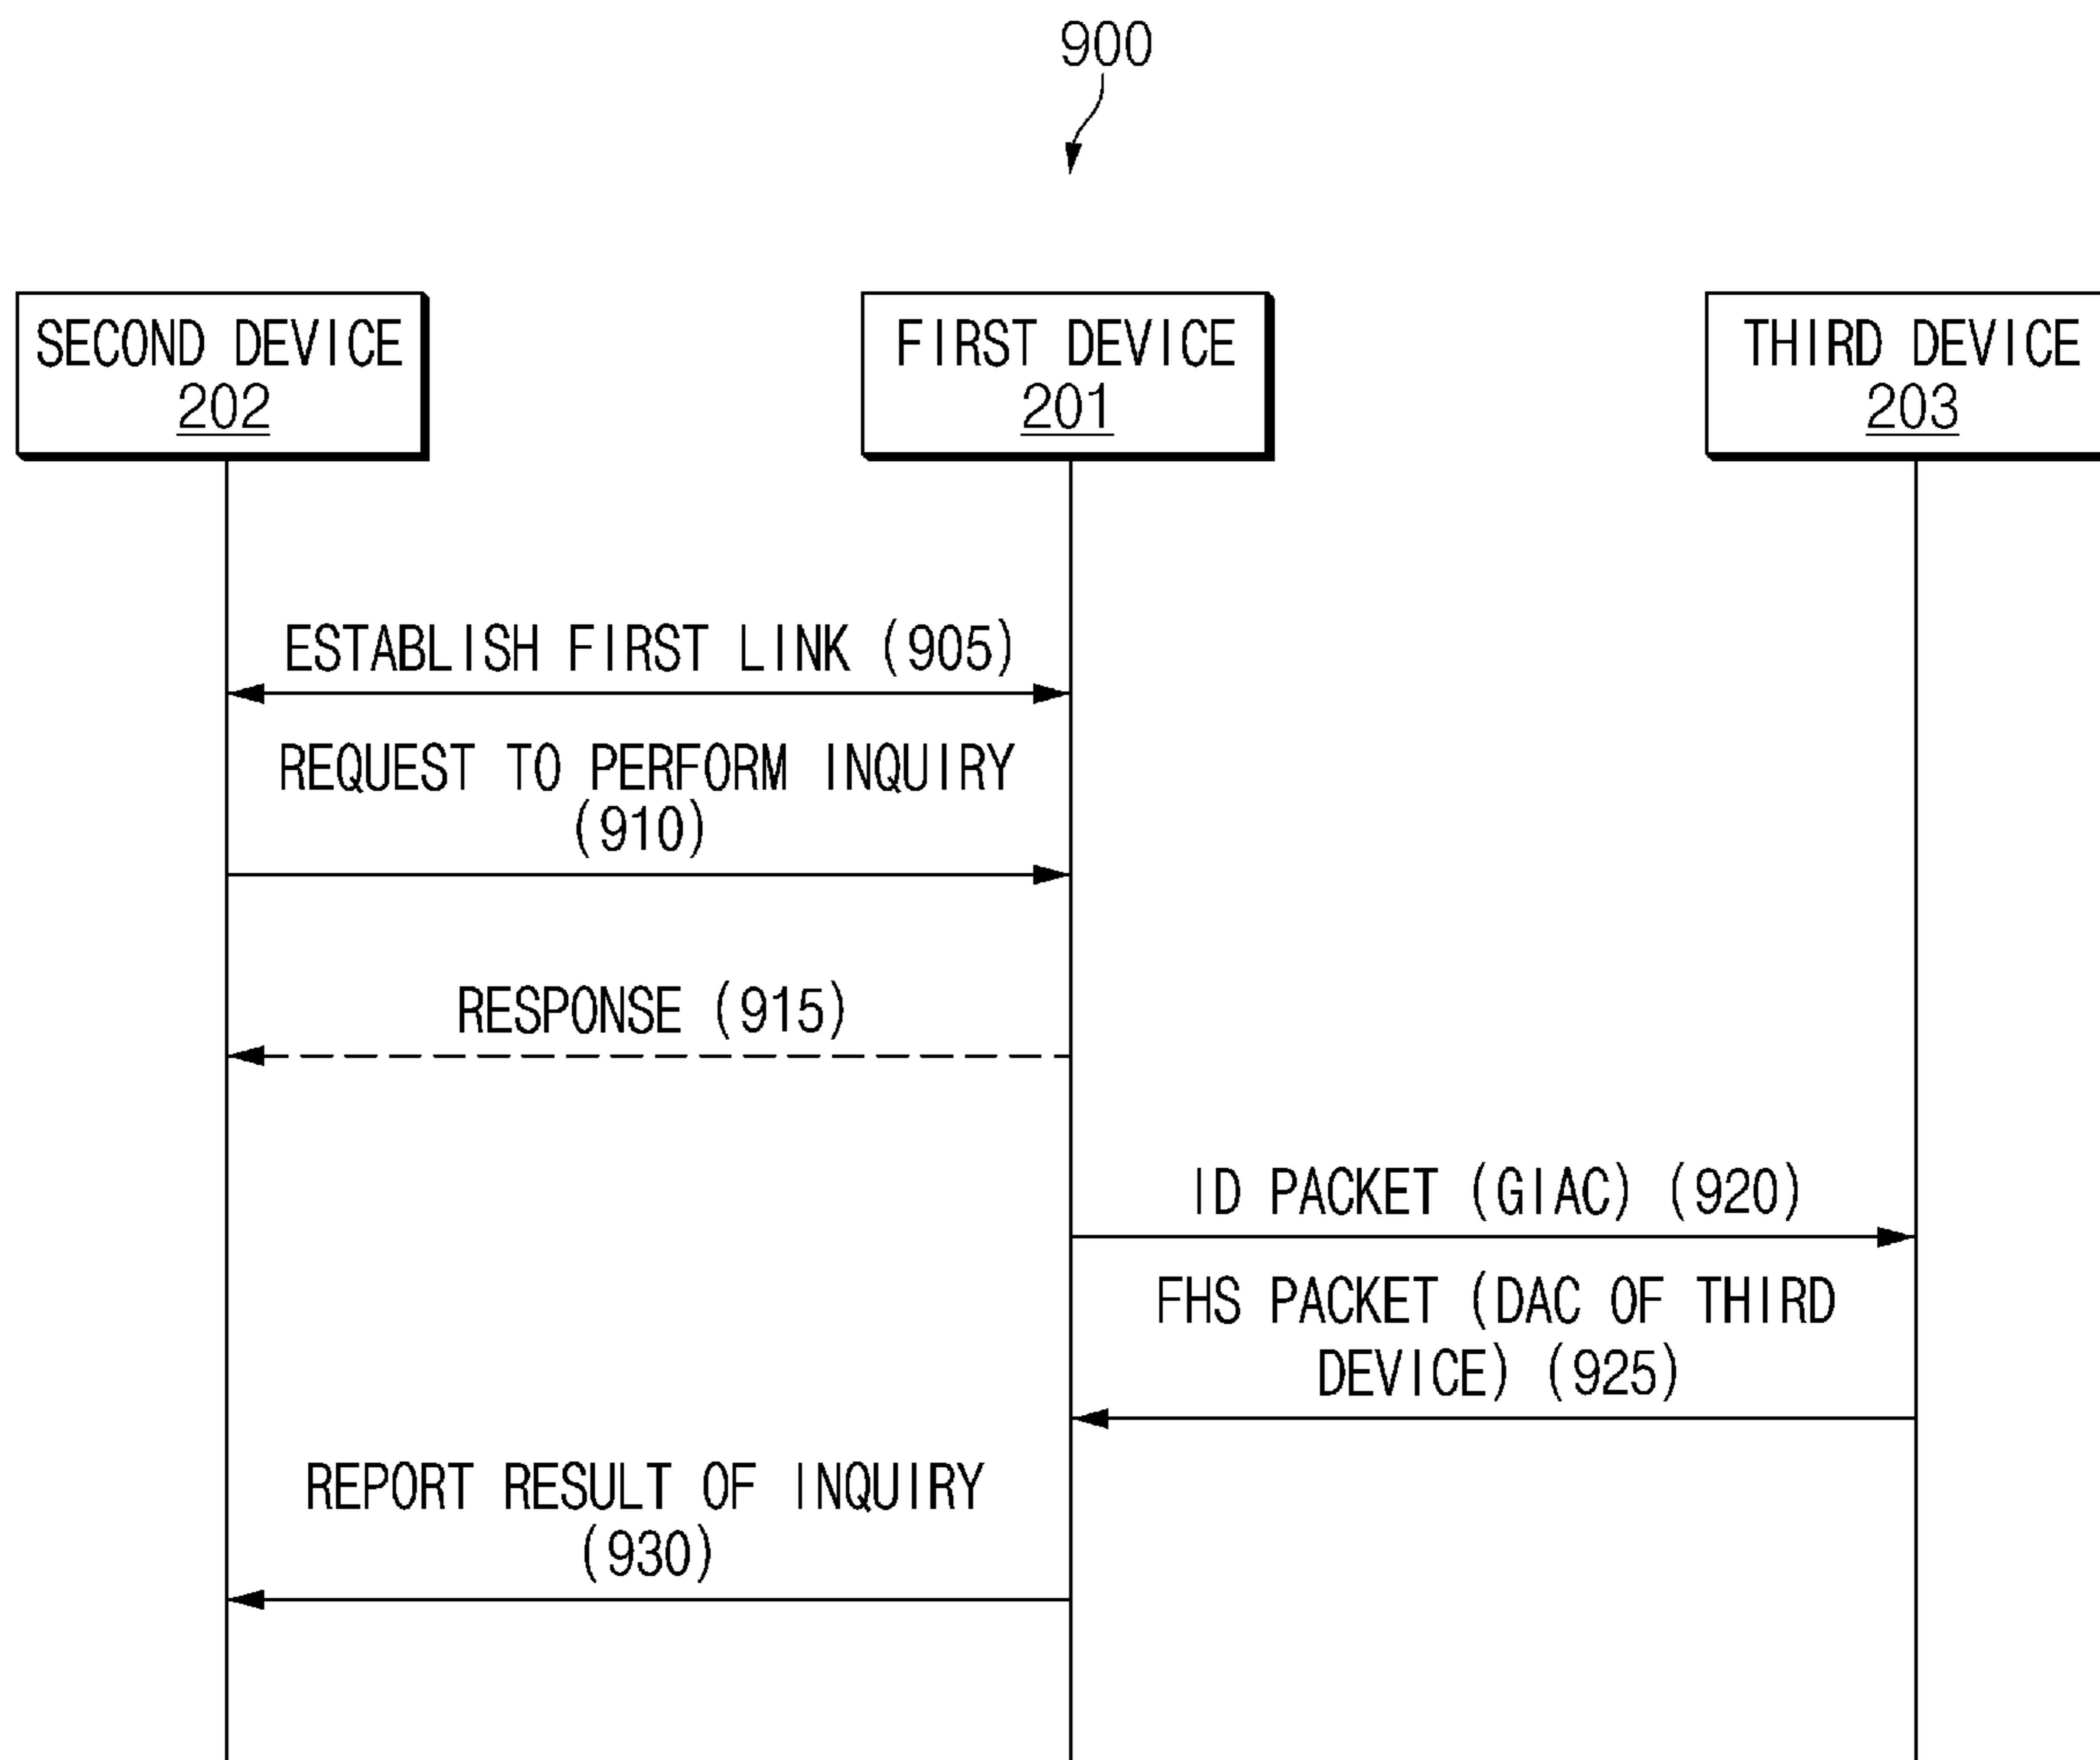 900
SECOND DEVICE
202
FIRST DEVICE
201
THIRD DEVICE
203
ESTABLISH FIRST LINK (905)
REQUEST TO PERFORM INQUIRY
(910)
RESPONSE (915)
ID PACKET (GIAC) (920)
FHS PACKET (DAC OF THIRD
DEVICE) (925)
REPORT RESULT OF INQUIRY
(930)